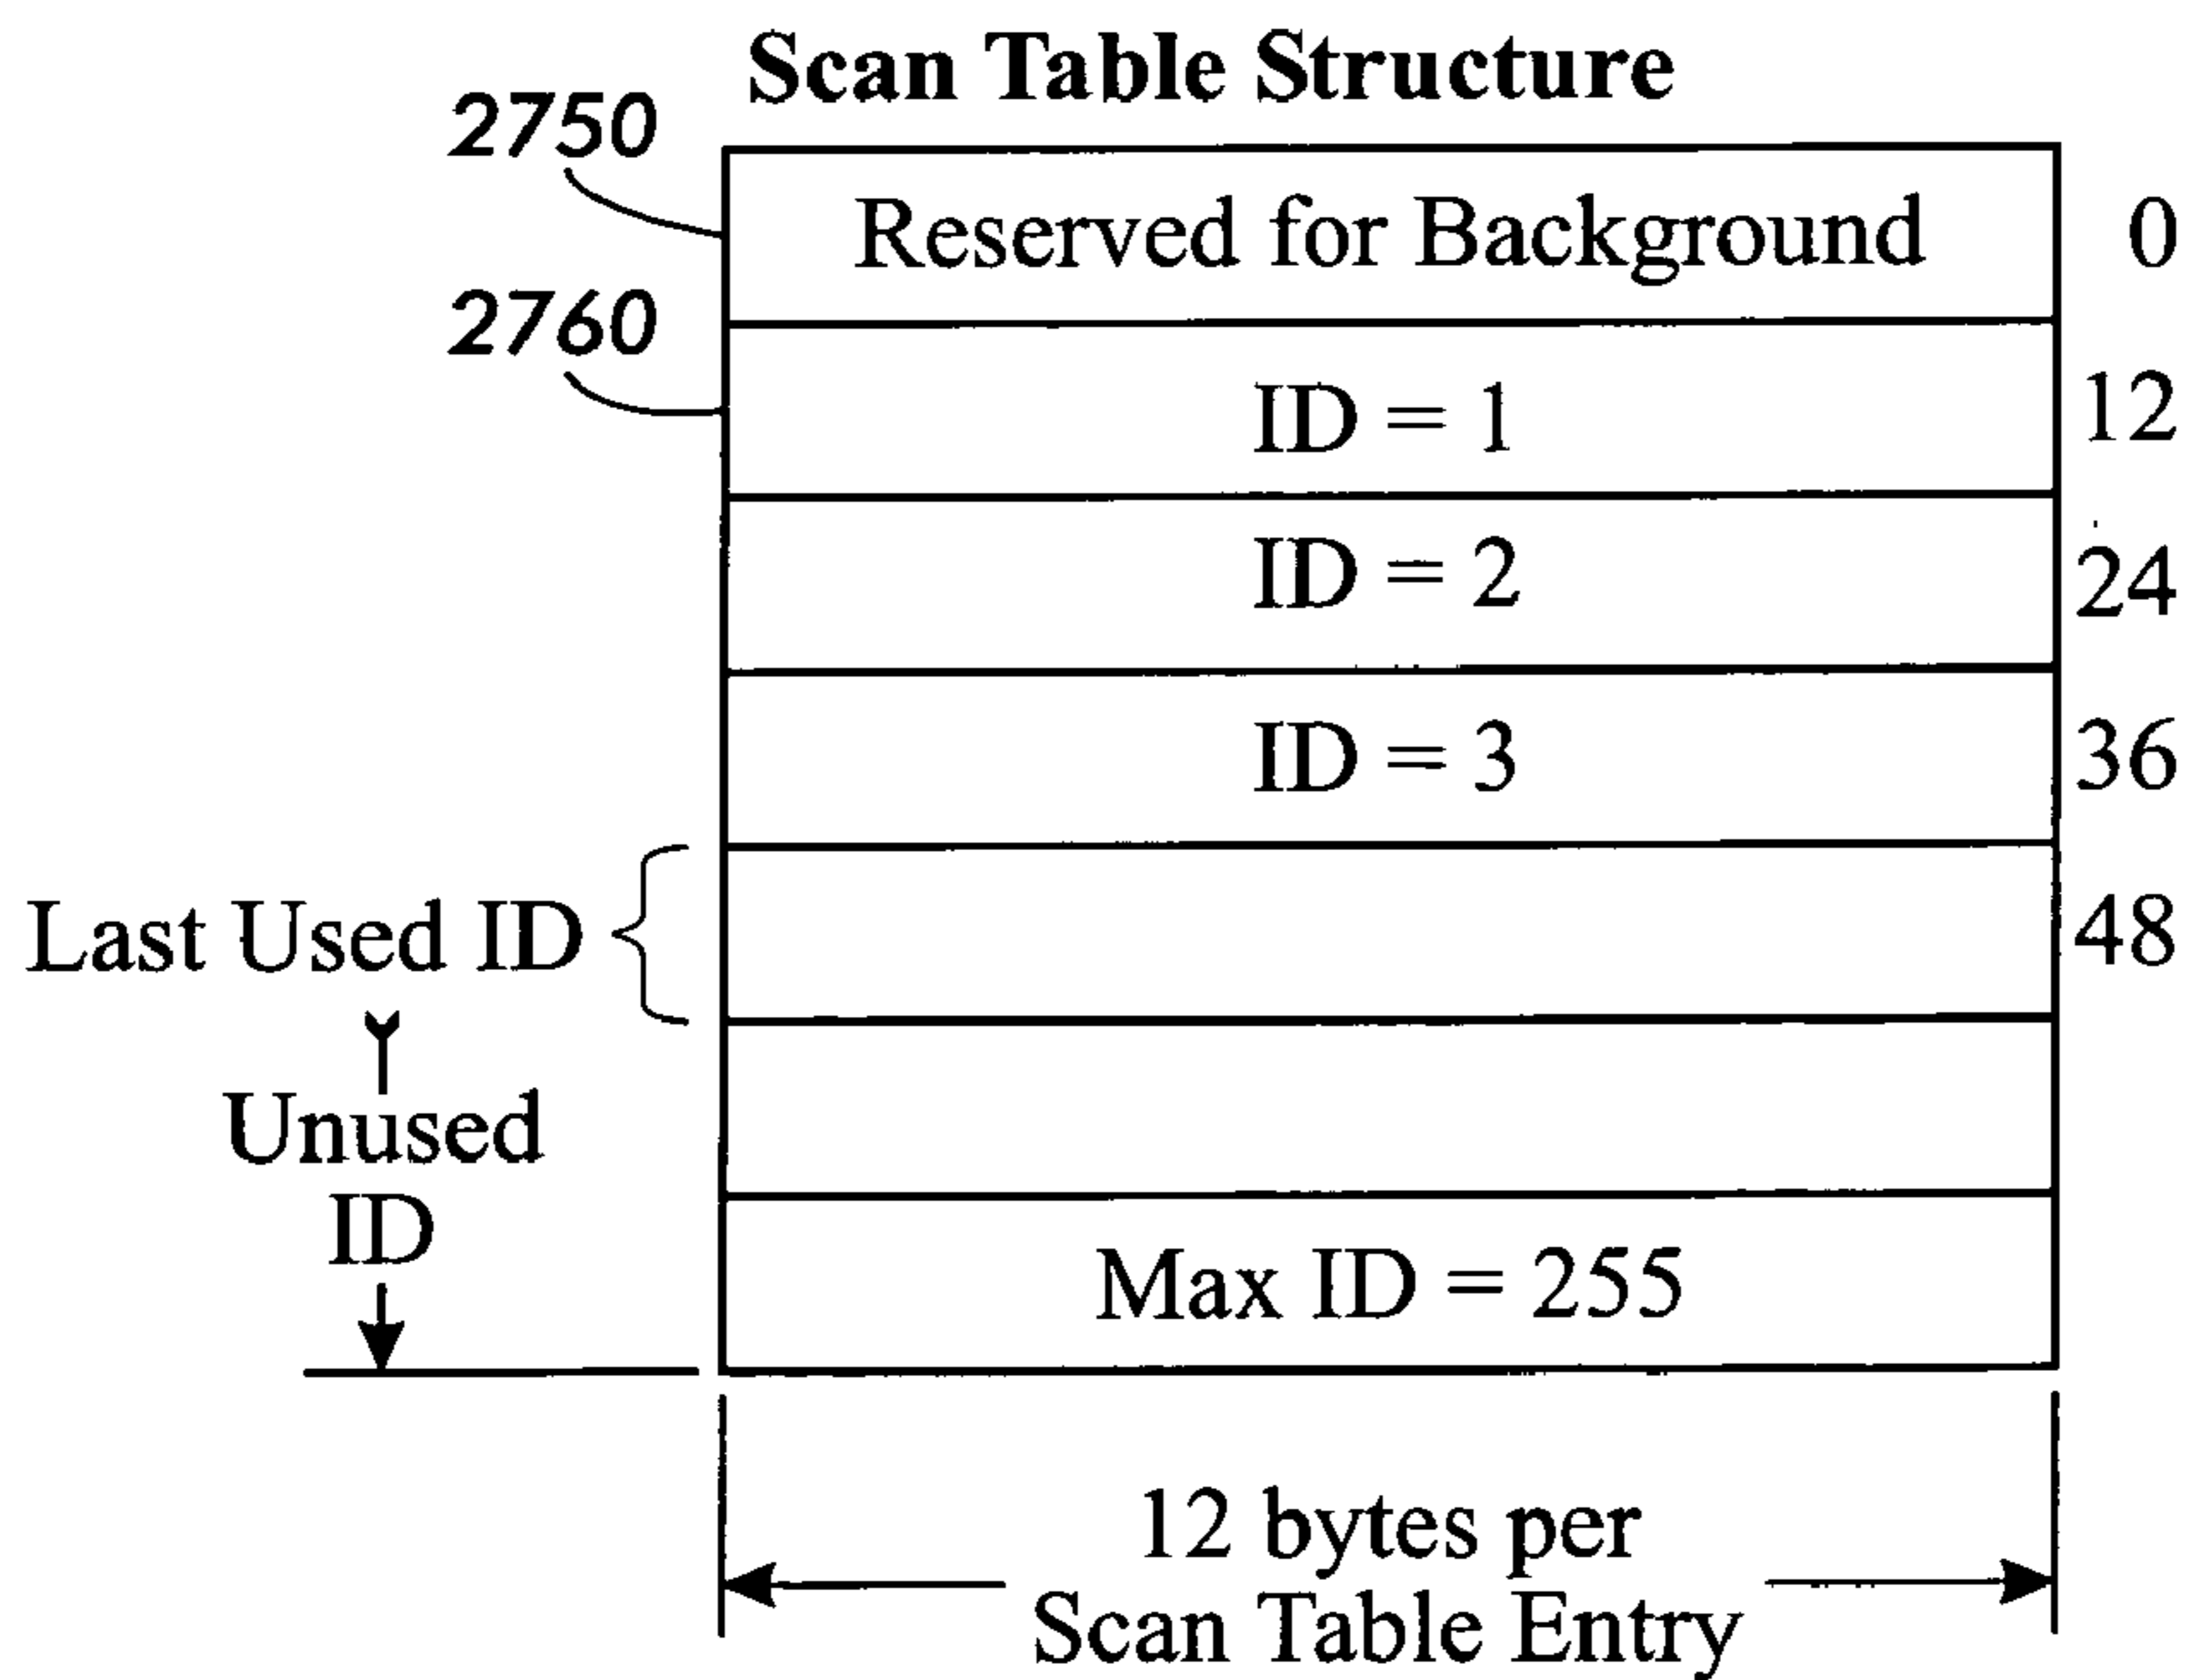 Scan Table Structure
2750
Reserved for Background 0
2760
ID = 1 12
ID = 2 24
ID = 3 36
Last Used ID 48
Unused
ID
Max ID = 255
12 bytes per
Scan Table Entry